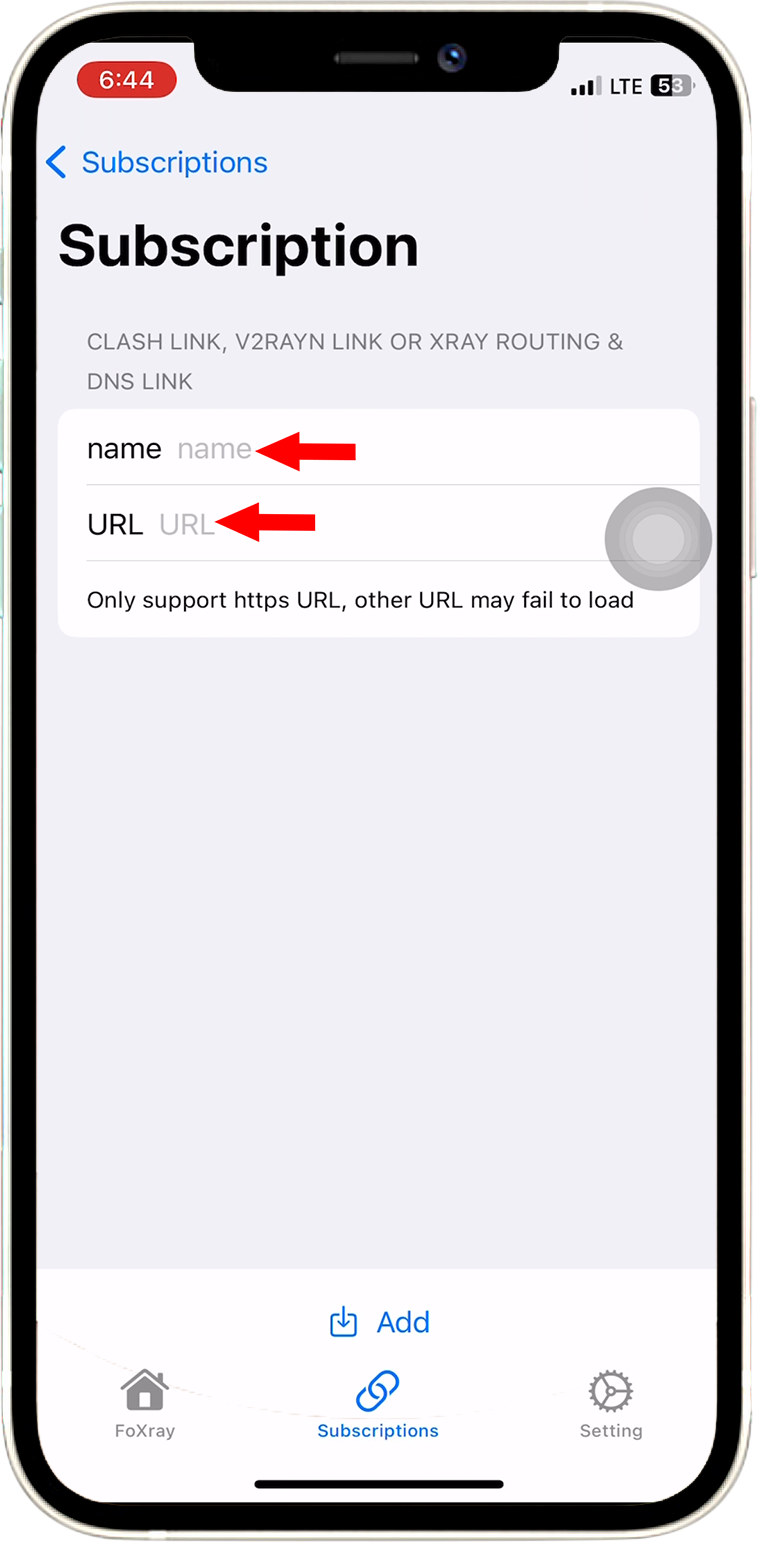 6:44
LTE 53
Subscriptions
Subscription
CLASH LINK, V2RAYN LINK OR XRAY ROUTING &
DNS LINK
name name
URL URL
Only support https URL, other URL may fail to load
Add
FoXray Subscriptions Setting